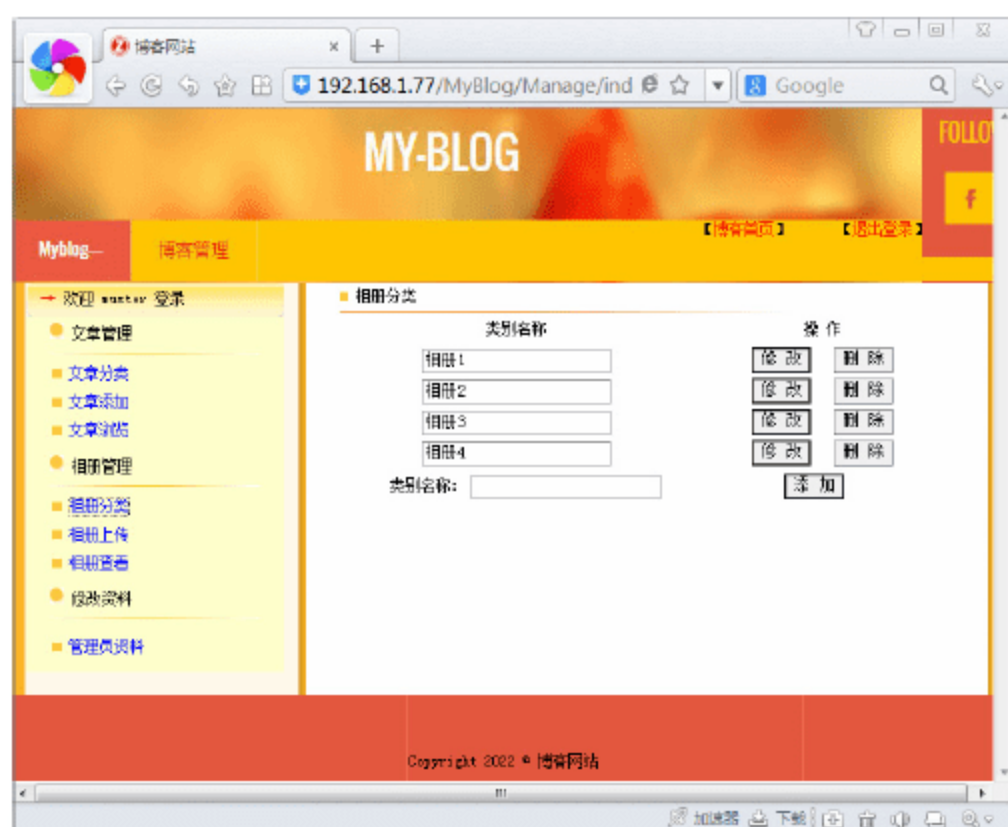 博客网站
192.168.1.77/MyBlog/Manage/ind
Google
MY-BLOG
FOLLO
【博客首页】 【退出登录】
Myblog—
博客管理
欢迎 master 登录
文章管理
文章分类
文章添加
文章浏览
相册管理
相册分类
相册上传
相册查看
修改资料
管理员资料
相册分类
类别名称 操 作
相册1 修 改 删 除
相册2 修 改 删 除
相册3 修 改 删 除
相册4 修 改 删 除
类别名称: 添 加
Copyright 2022 © 博客网站
加速器 下载